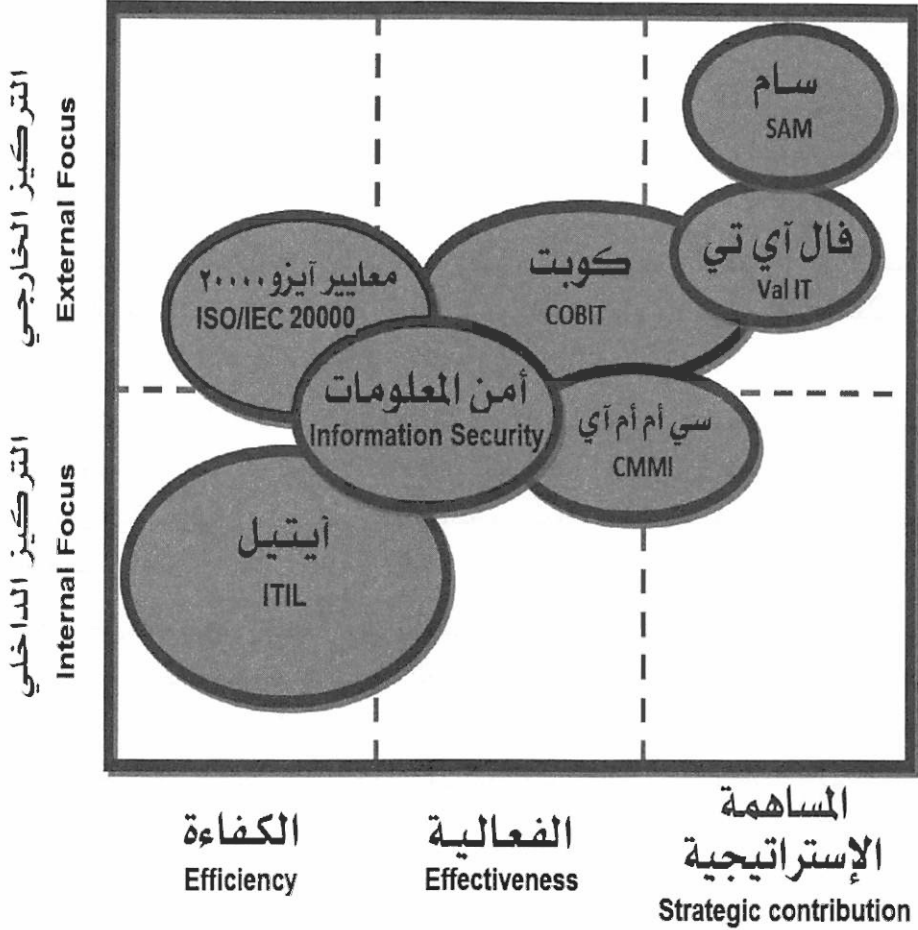 التركيز الخارجي
External Focus
التركيز الداخلي
Internal Focus
سـام
SAM
فال آي تي
Val IT
كوبت
COBIT
معايير آيزو ٢٠٠٠٠
ISO/IEC 20000
أمن المعلومات
Information Security
سي أم أم آي
CMMI
آيتيل
ITIL
الكفاءة
Efficiency
الفعالية
Effectiveness
المساهمة
الإستراتيجية
Strategic contribution